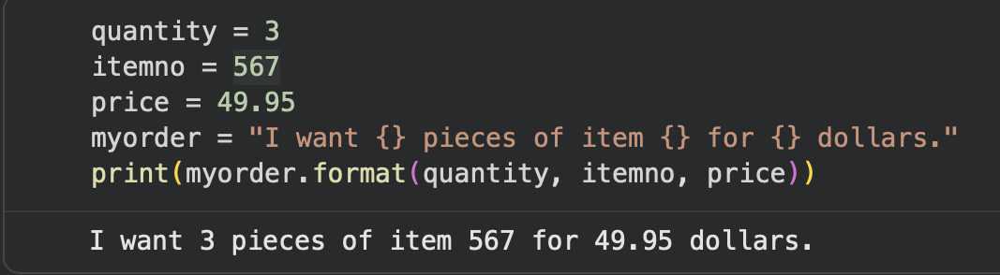 quantity = 3
itemno = 567
price = 49.95
myorder = "I want {} pieces of item {} for {} dollars."
print(myorder.format(quantity, itemno, price))
I want 3 pieces of item 567 for 49.95 dollars.